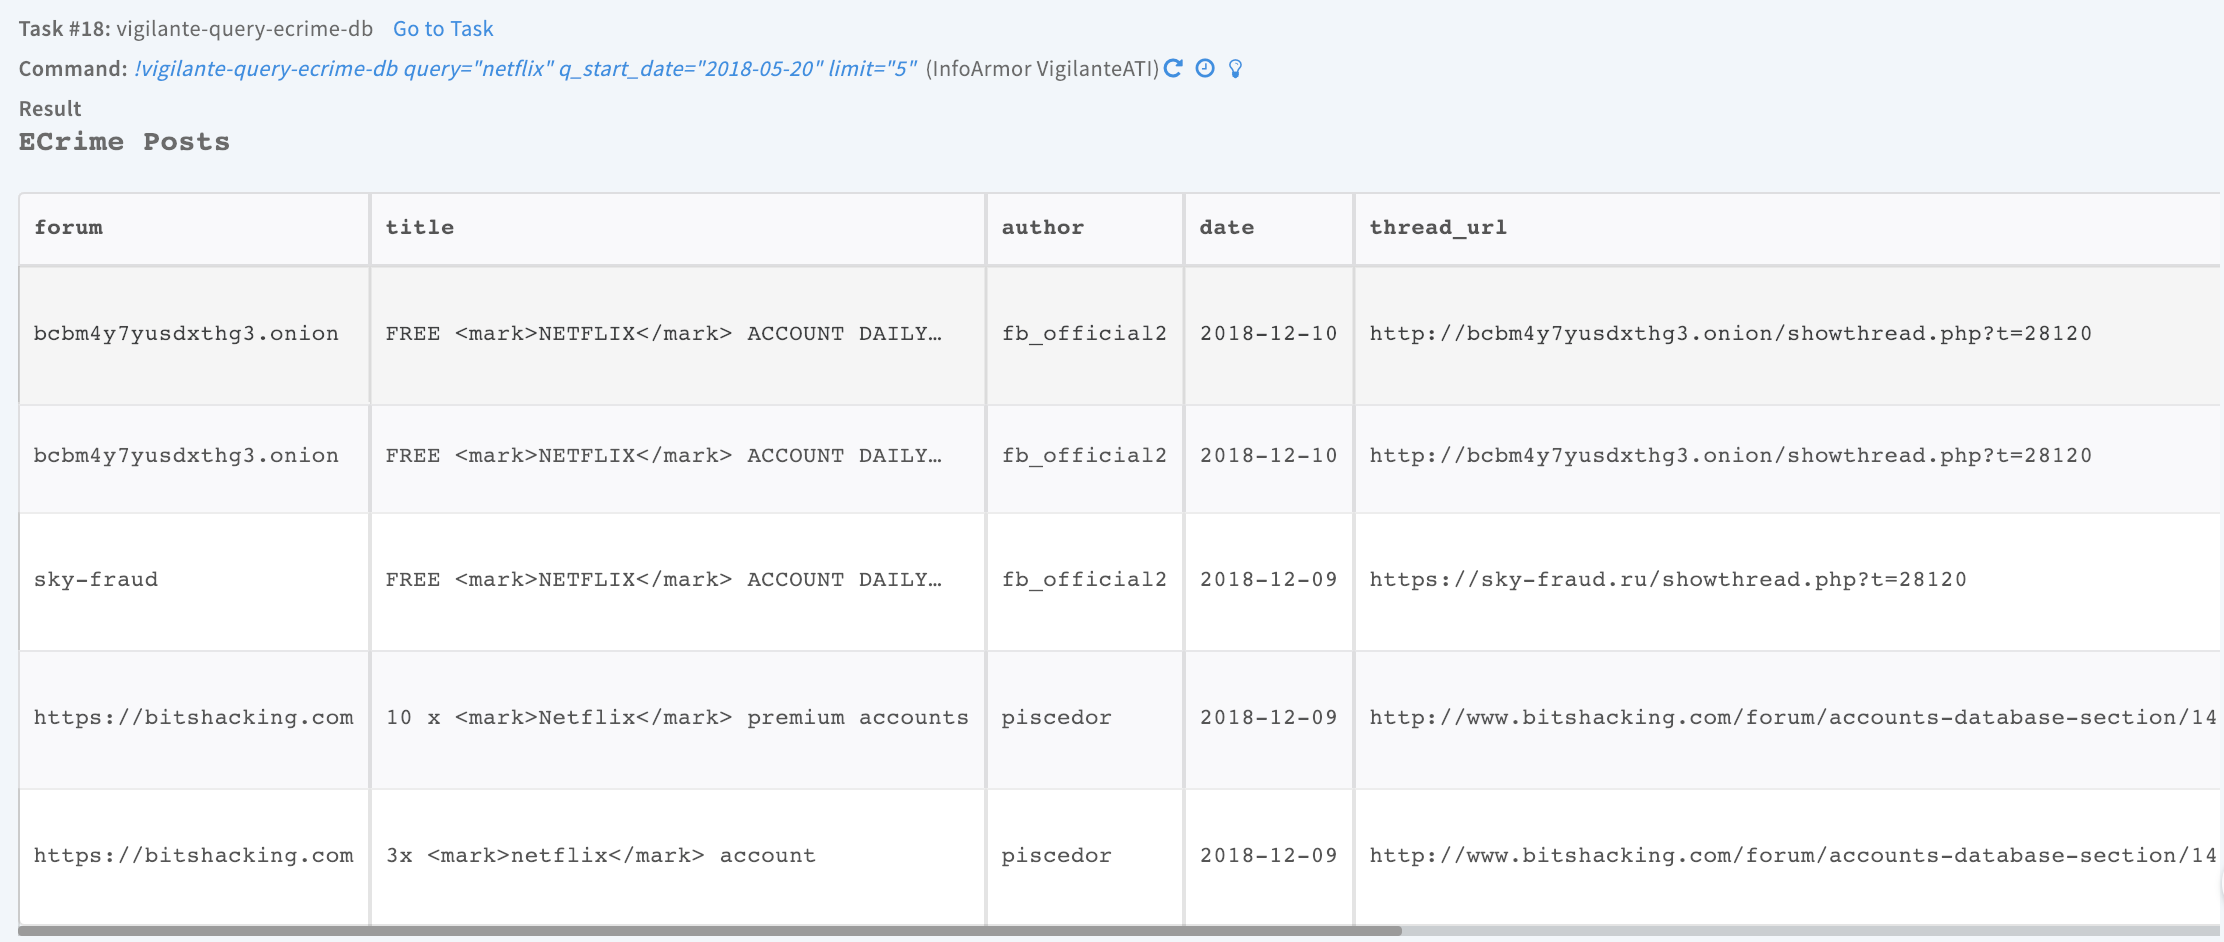 Task #18: vigilante-query-ecrime-db Go to Task
Command: !vigilante-query-ecrime-db query="netflix" q_start_date="2018-05-20" limit="5" (InfoArmor VigilanteATI)
Result
ECrime Posts
forum title author date thread_url
bcbm4y7yusdxthg3.onion FREE <mark>NETFLIX</mark> ACCOUNT DAILY… fb_official2 2018-12-10 http://bcbm4y7yusdxthg3.onion/showthread.php?t=28120
bcbm4y7yusdxthg3.onion FREE <mark>NETFLIX</mark> ACCOUNT DAILY… fb_official2 2018-12-10 http://bcbm4y7yusdxthg3.onion/showthread.php?t=28120
sky-fraud FREE <mark>NETFLIX</mark> ACCOUNT DAILY… fb_official2 2018-12-09 https://sky-fraud.ru/showthread.php?t=28120
https://bitshacking.com 10 x <mark>Netflix</mark> premium accounts piscedor 2018-12-09 http://www.bitshacking.com/forum/accounts-database-section/14
https://bitshacking.com 3x <mark>netflix</mark> account piscedor 2018-12-09 http://www.bitshacking.com/forum/accounts-database-section/14